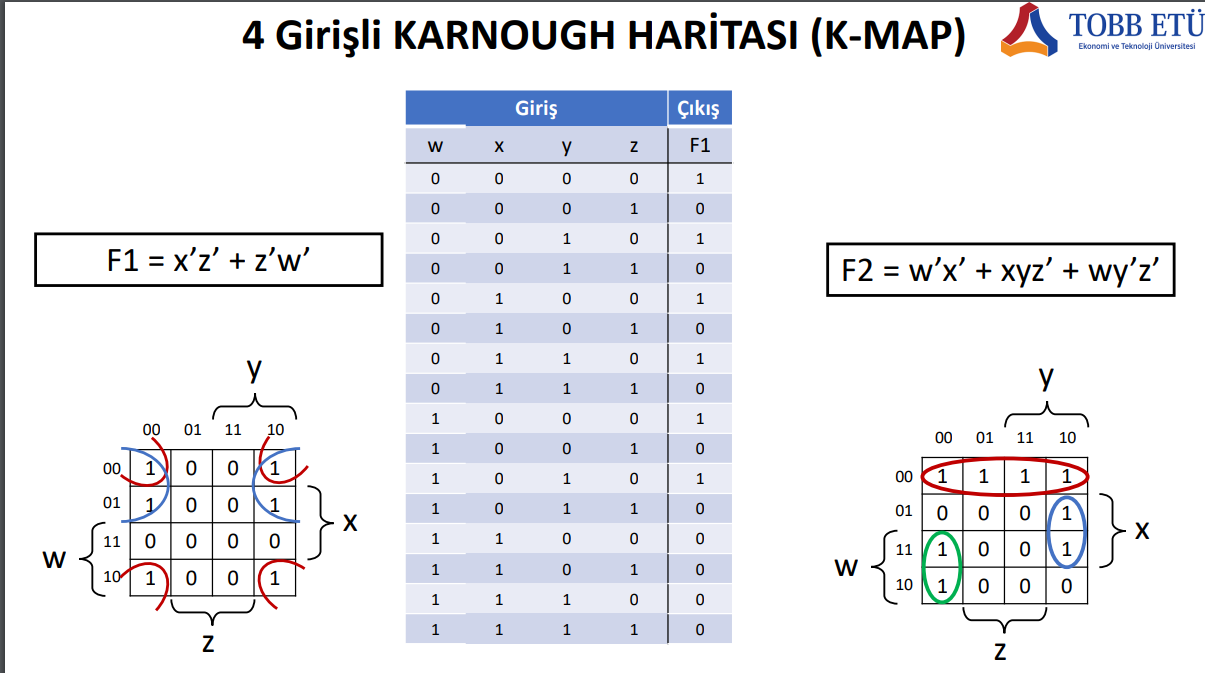 4 Girişli KARNOUGH HARİTASI (K-MAP)
TOBB ETÜ
Ekonomi ve Teknoloji Üniversitesi
Giriş Çıkış
w x y z F1
0 0 0 0 1
0 0 0 1 0
0 0 1 0 1
0 0 1 1 0
0 1 0 0 1
0 1 0 1 0
0 1 1 0 1
0 1 1 1 0
1 0 0 0 1
1 0 0 1 0
1 0 1 0 1
1 0 1 1 0
1 1 0 0 0
1 1 0 1 0
1 1 1 0 0
1 1 1 1 0
F1 = x’z’ + z’w’
y
00 01 11 10
00 1 0 0 1
01 1 0 0 1
11 0 0 0 0
10 1 0 0 1
x
w
z
F2 = w’x’ + xyz’ + wy’z’
y
00 01 11 10
00 1 1 1 1
01 0 0 0 1
11 1 0 0 1
10 1 0 0 0
x
w
z